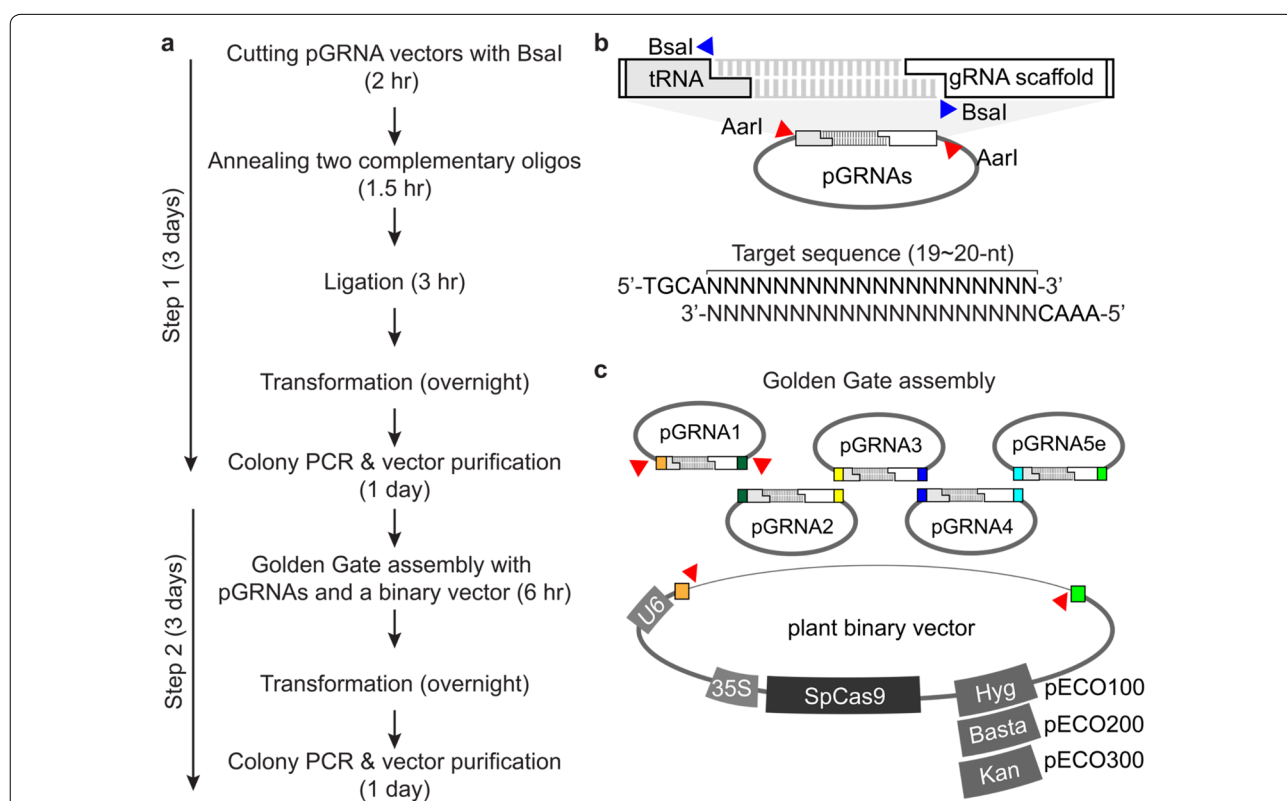 a
Cutting pGRNA vectors with BsaI
(2 hr)
Annealing two complementary oligos
(1.5 hr)
Ligation (3 hr)
Transformation (overnight)
Colony PCR & vector purification
(1 day)
Step 1 (3 days)
Golden Gate assembly with
pGRNAs and a binary vector (6 hr)
Transformation (overnight)
Colony PCR & vector purification
(1 day)
Step 2 (3 days)
b
BsaI
tRNA
gRNA scaffold
BsaI
AarI
AarI
pGRNAs
Target sequence (19~20-nt)
5’-TGCANNNNNNNNNNNNNNNNNNNN-3’
3’-NNNNNNNNNNNNNNNNNNNNCAAA-5’
c
Golden Gate assembly
pGRNA1
pGRNA3
pGRNA5e
pGRNA2
pGRNA4
U6
plant binary vector
35S
SpCas9
Hyg
pECO100
Basta
pECO200
Kan
pECO300